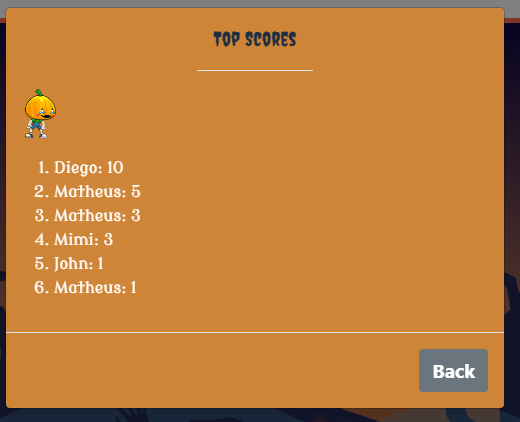 TOP SCORES
1. Diego: 10
2. Matheus: 5
3. Matheus: 3
4. Mimi: 3
5. John: 1
6. Matheus: 1
Back